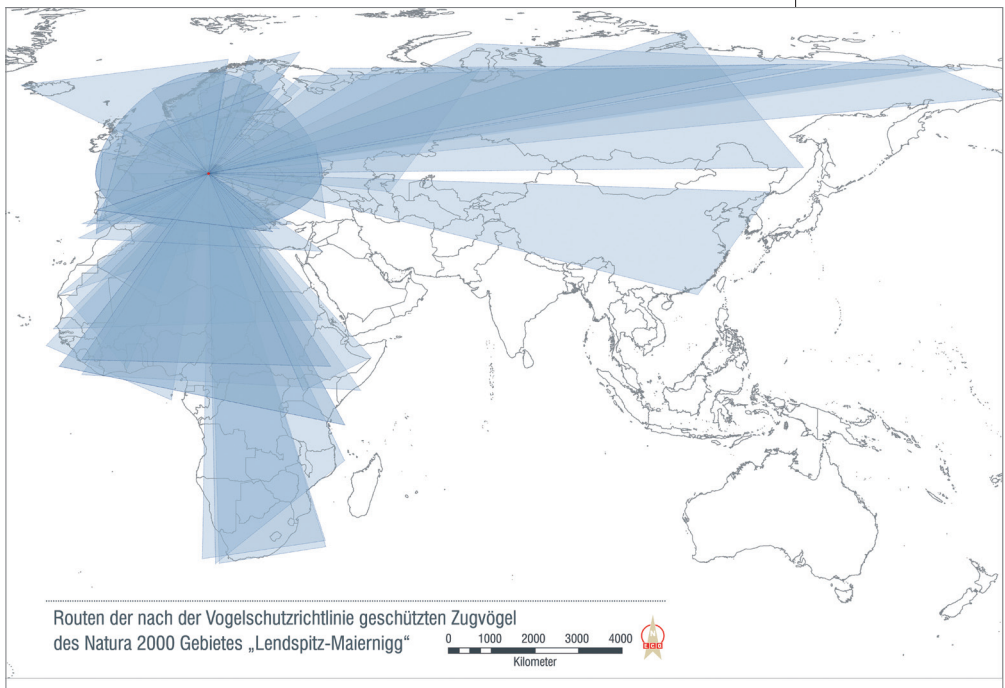 Routen der nach der Vogelschutzrichtlinie geschützten Zugvögel
des Natura 2000 Gebietes „Lendspitz-Maiernigg“
0 1000 2000 3000 4000
Kilometer